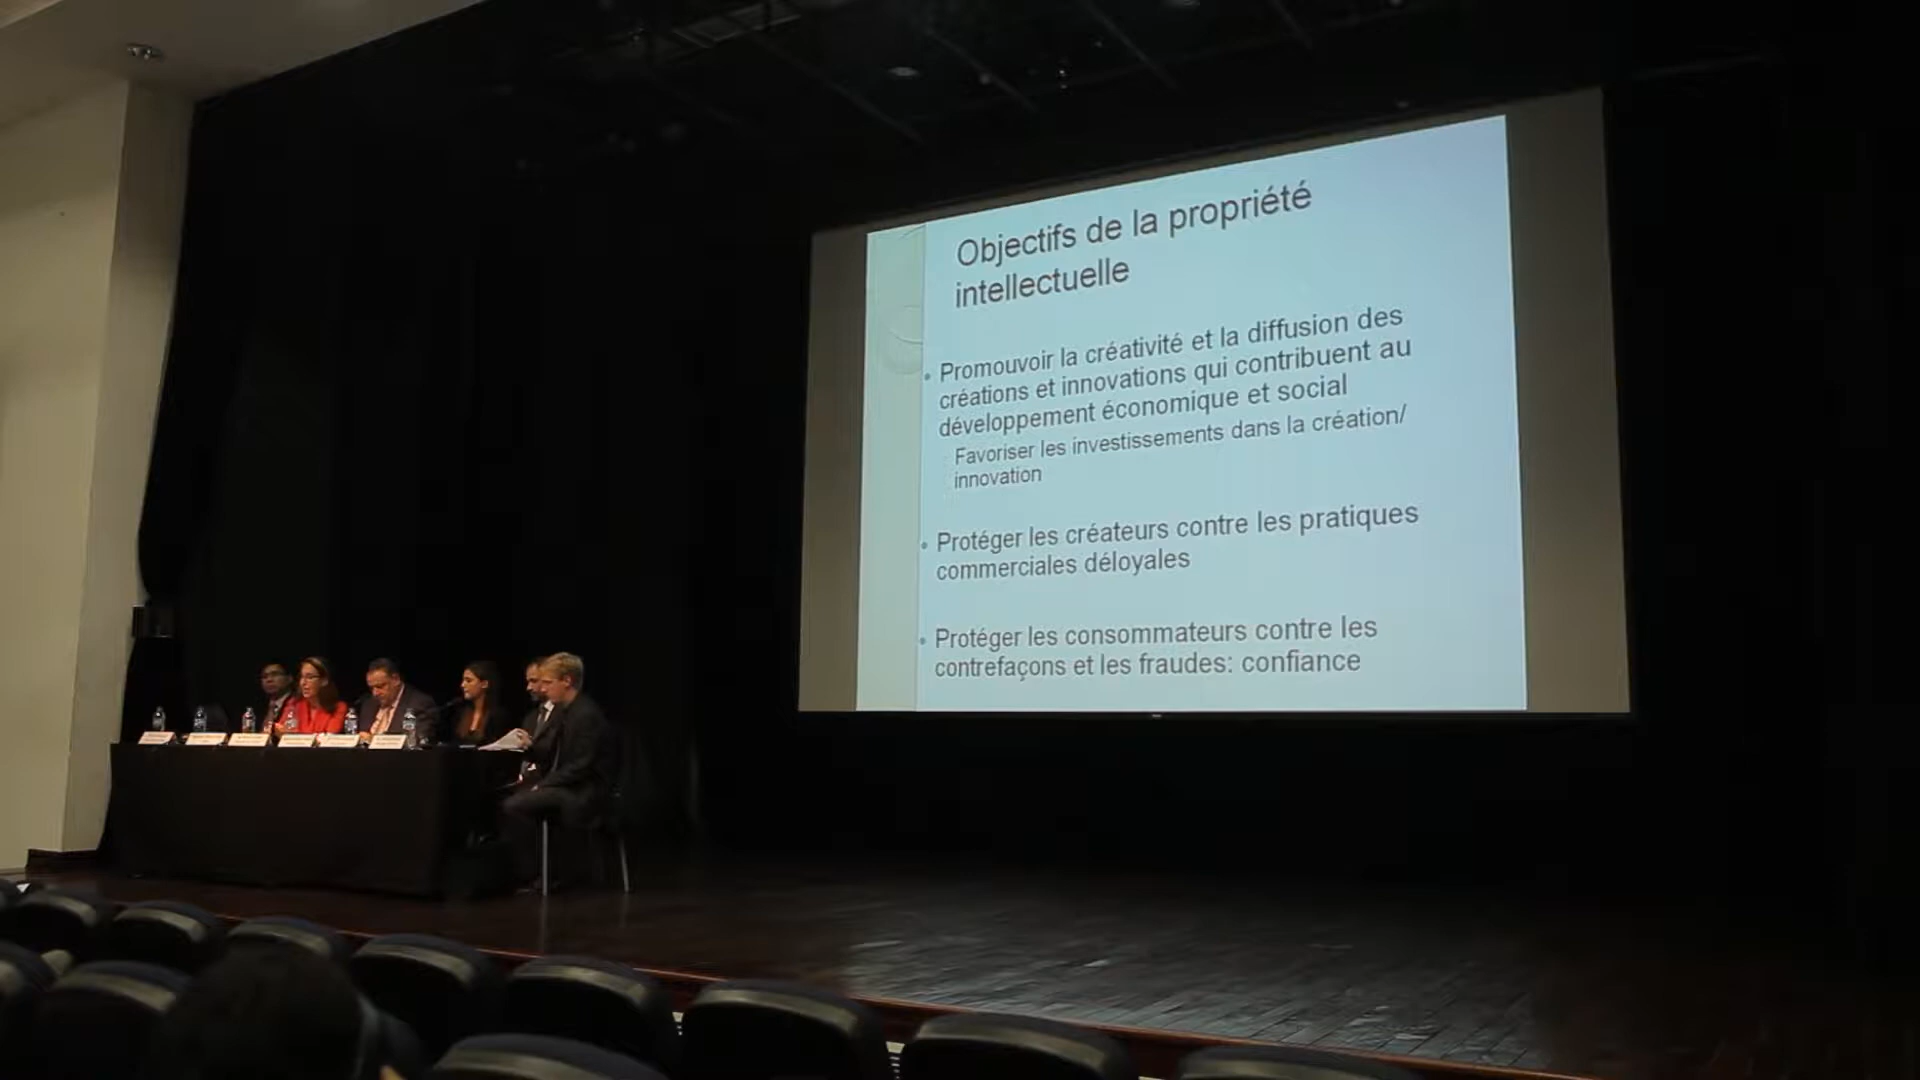 Objectifs de la propriété
intellectuelle
• Promouvoir la créativité et la diffusion des
créations et innovations qui contribuent au
développement économique et social
Favoriser les investissements dans la création/
innovation
• Protéger les créateurs contre les pratiques
commerciales déloyales
• Protéger les consommateurs contre les
contrefaçons et les fraudes: confiance